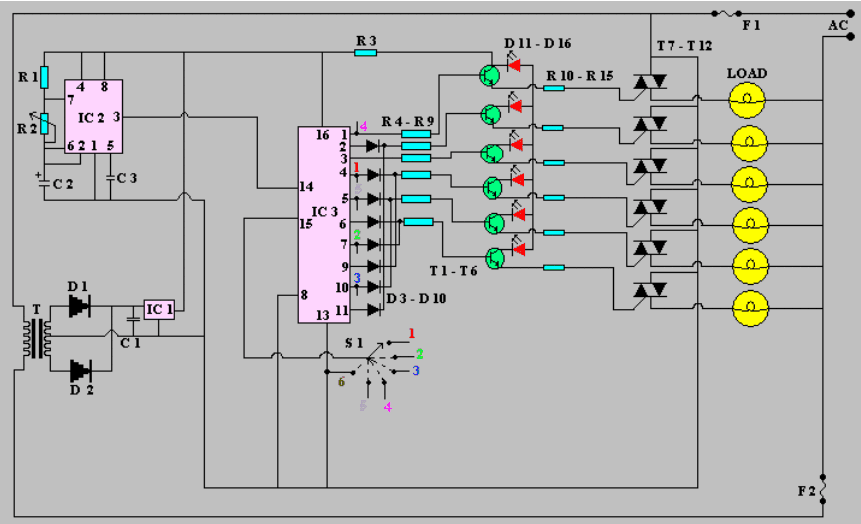 F 1
AC
R 3
D 11 - D 16
T 7 - T 12
R 1
4 8
7
IC 2 3
R 2
6 2 1 5
+
C 2
C 3
R 10 - R 15
LOAD
R 4 - R 9
16
1
4
2
3
14
4
1
IC 3
5
5
15
6
7
2
9
T 1 - T 6
10
3
8
D 3 - D 10
11
13
D 1
T
IC 1
C 1
D 2
S 1
1
2
3
6
5
4
F 2